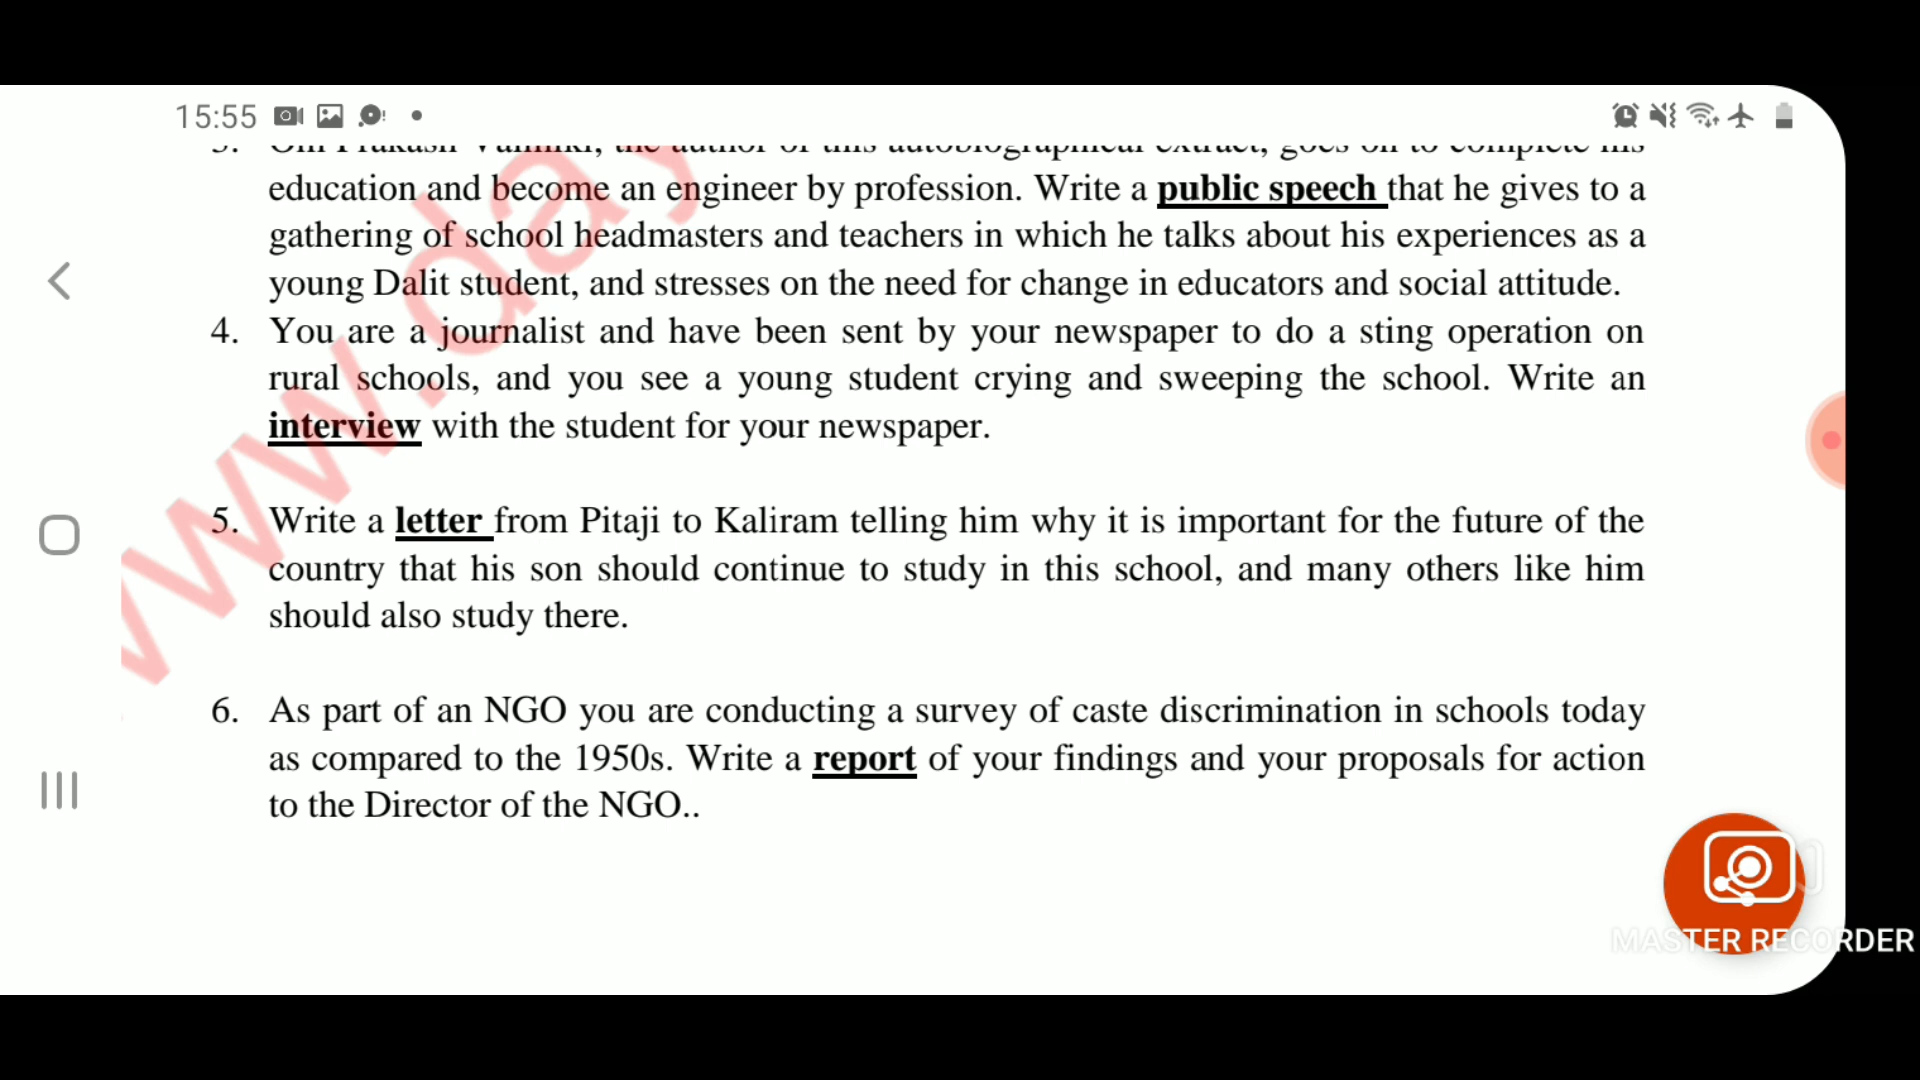 15:55
education and become an engineer by profession. Write a public speech that he gives to a
gathering of school headmasters and teachers in which he talks about his experiences as a
young Dalit student, and stresses on the need for change in educators and social attitude.
4. You are a journalist and have been sent by your newspaper to do a sting operation on
rural schools, and you see a young student crying and sweeping the school. Write an
interview with the student for your newspaper.
5. Write a letter from Pitaji to Kaliram telling him why it is important for the future of the
country that his son should continue to study in this school, and many others like him
should also study there.
6. As part of an NGO you are conducting a survey of caste discrimination in schools today
as compared to the 1950s. Write a report of your findings and your proposals for action
to the Director of the NGO..
www.day
MASTER RECORDER